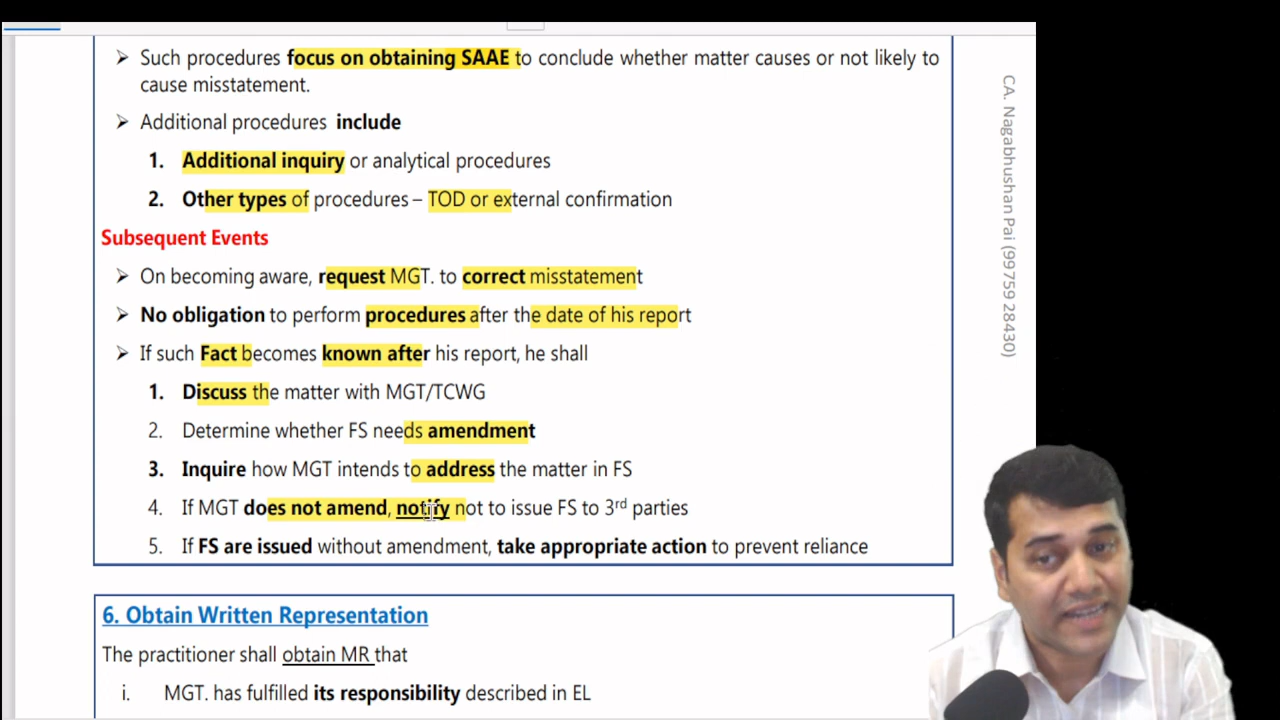 ➢ Such procedures focus on obtaining SAAE to conclude whether matter causes or not likely to
cause misstatement.
➢ Additional procedures include
1. Additional inquiry or analytical procedures
2. Other types of procedures – TOD or external confirmation
Subsequent Events
➢ On becoming aware, request MGT. to correct misstatement
➢ No obligation to perform procedures after the date of his report
➢ If such Fact becomes known after his report, he shall
1. Discuss the matter with MGT/TCWG
2. Determine whether FS needs amendment
3. Inquire how MGT intends to address the matter in FS
4. If MGT does not amend, notify not to issue FS to 3rd parties
5. If FS are issued without amendment, take appropriate action to prevent reliance
6. Obtain Written Representation
The practitioner shall obtain MR that
i. MGT. has fulfilled its responsibility described in EL
CA. Nagabhushan Pai (99759 28430)